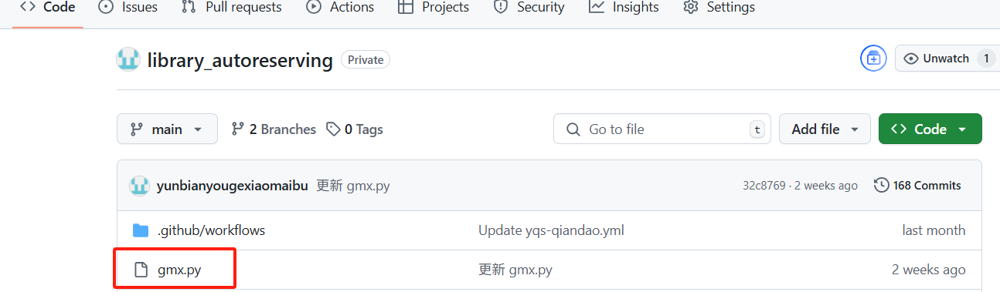 Code Issues Pull requests Actions Projects Security Insights Settings
library_autoreserving Private Unwatch 1
main 2 Branches 0 Tags Go to file t Add file Code
yunbianyougexiaomaibu 更新 gmx.py 32c8769 · 2 weeks ago 168 Commits
.github/workflows Update yqs-qiandao.yml last month
gmx.py 更新 gmx.py 2 weeks ago